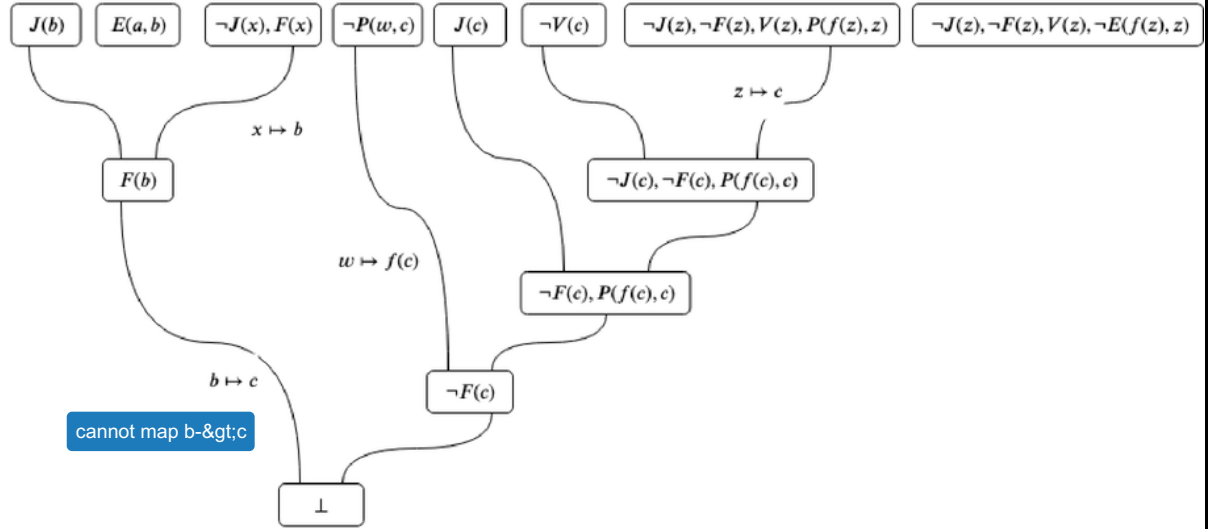 J(b)
E(a, b)
¬J(x), F(x)
¬P(w, c)
J(c)
¬V(c)
¬J(z), ¬F(z), V(z), P(f(z), z)
¬J(z), ¬F(z), V(z), ¬E(f(z), z)
z ↦ c
x ↦ b
F(b)
¬J(c), ¬F(c), P(f(c), c)
w ↦ f(c)
¬F(c), P(f(c), c)
b ↦ c
¬F(c)
cannot map b-&gt;c
⊥